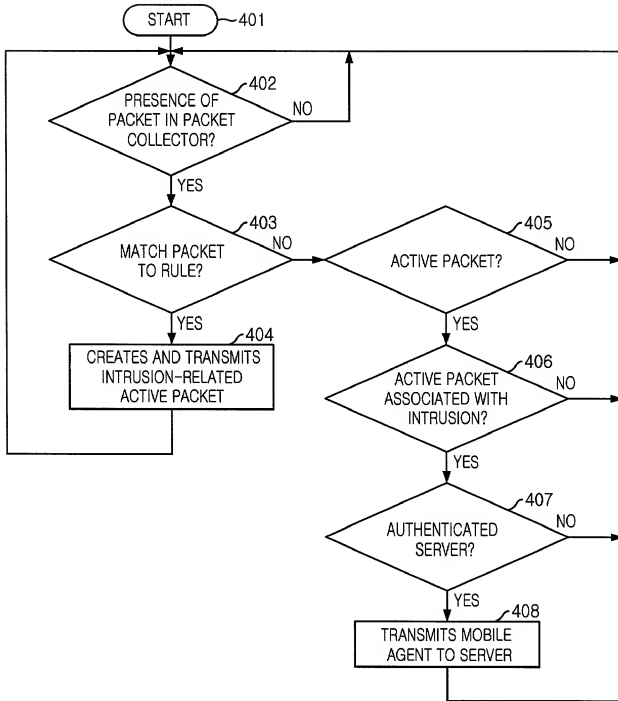 START
401
402
PRESENCE OF
PACKET IN PACKET
COLLECTOR?
NO
YES
403
MATCH PACKET
TO RULE?
NO
YES
404
CREATES AND TRANSMITS
INTRUSION-RELATED
ACTIVE PACKET
405
ACTIVE PACKET?
NO
YES
406
ACTIVE PACKET
ASSOCIATED WITH
INTRUSION?
NO
YES
407
AUTHENTICATED
SERVER?
NO
YES
408
TRANSMITS MOBILE
AGENT TO SERVER